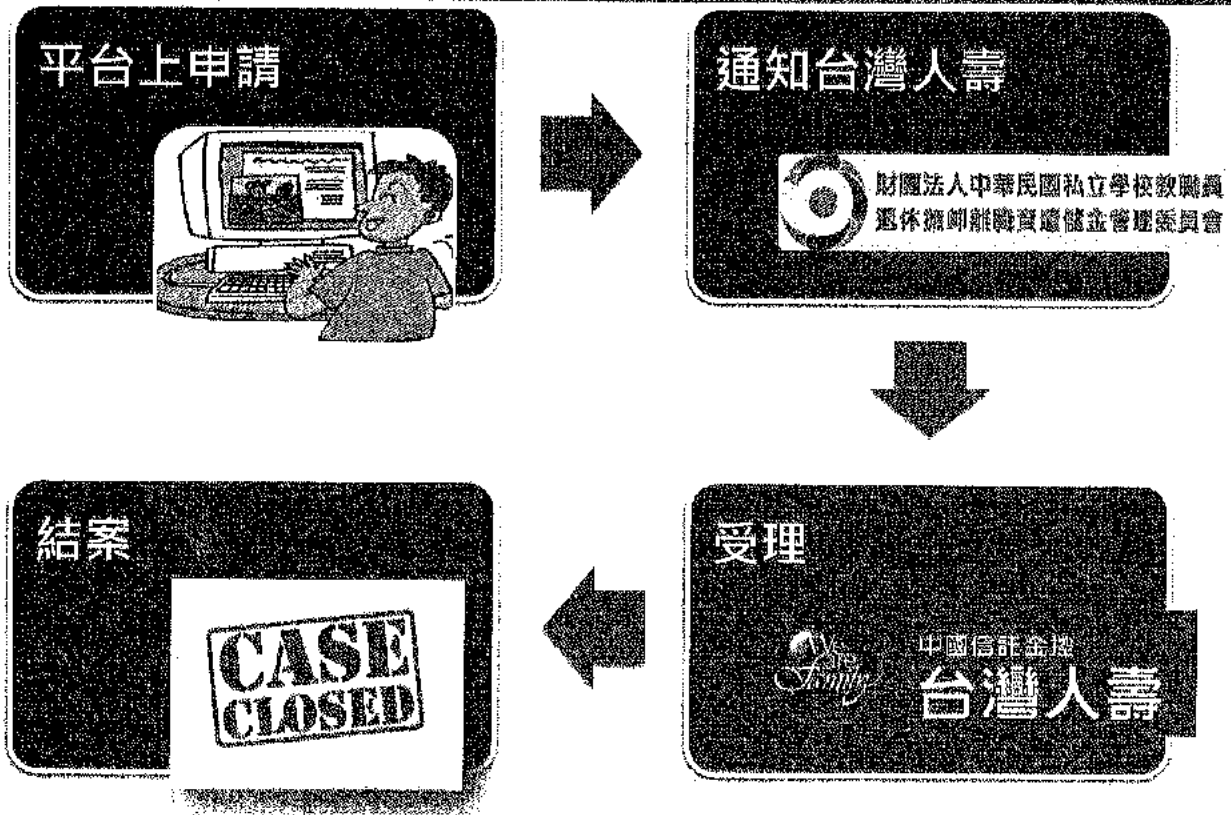 平台上申請
通知台灣人壽
財團法人中華民國私立學校教職員
退休撫卹離職資遣儲金管理委員會
受理
We are Family
中國信託金控
台灣人壽
結案
CASE
CLOSED